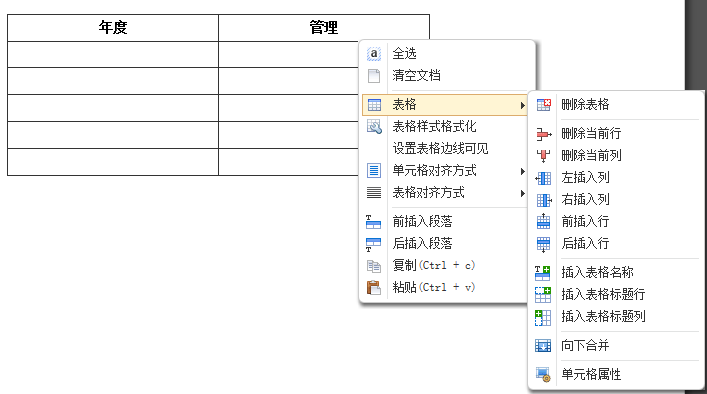 年度 管理
全选
清空文档
表格
表格样式格式化
设置表格边线可见
单元格对齐方式
表格对齐方式
前插入段落
后插入段落
复制(Ctrl + c)
粘贴(Ctrl + v)
删除表格
删除当前行
删除当前列
左插入列
右插入列
前插入行
后插入行
插入表格名称
插入表格标题行
插入表格标题列
向下合并
单元格属性